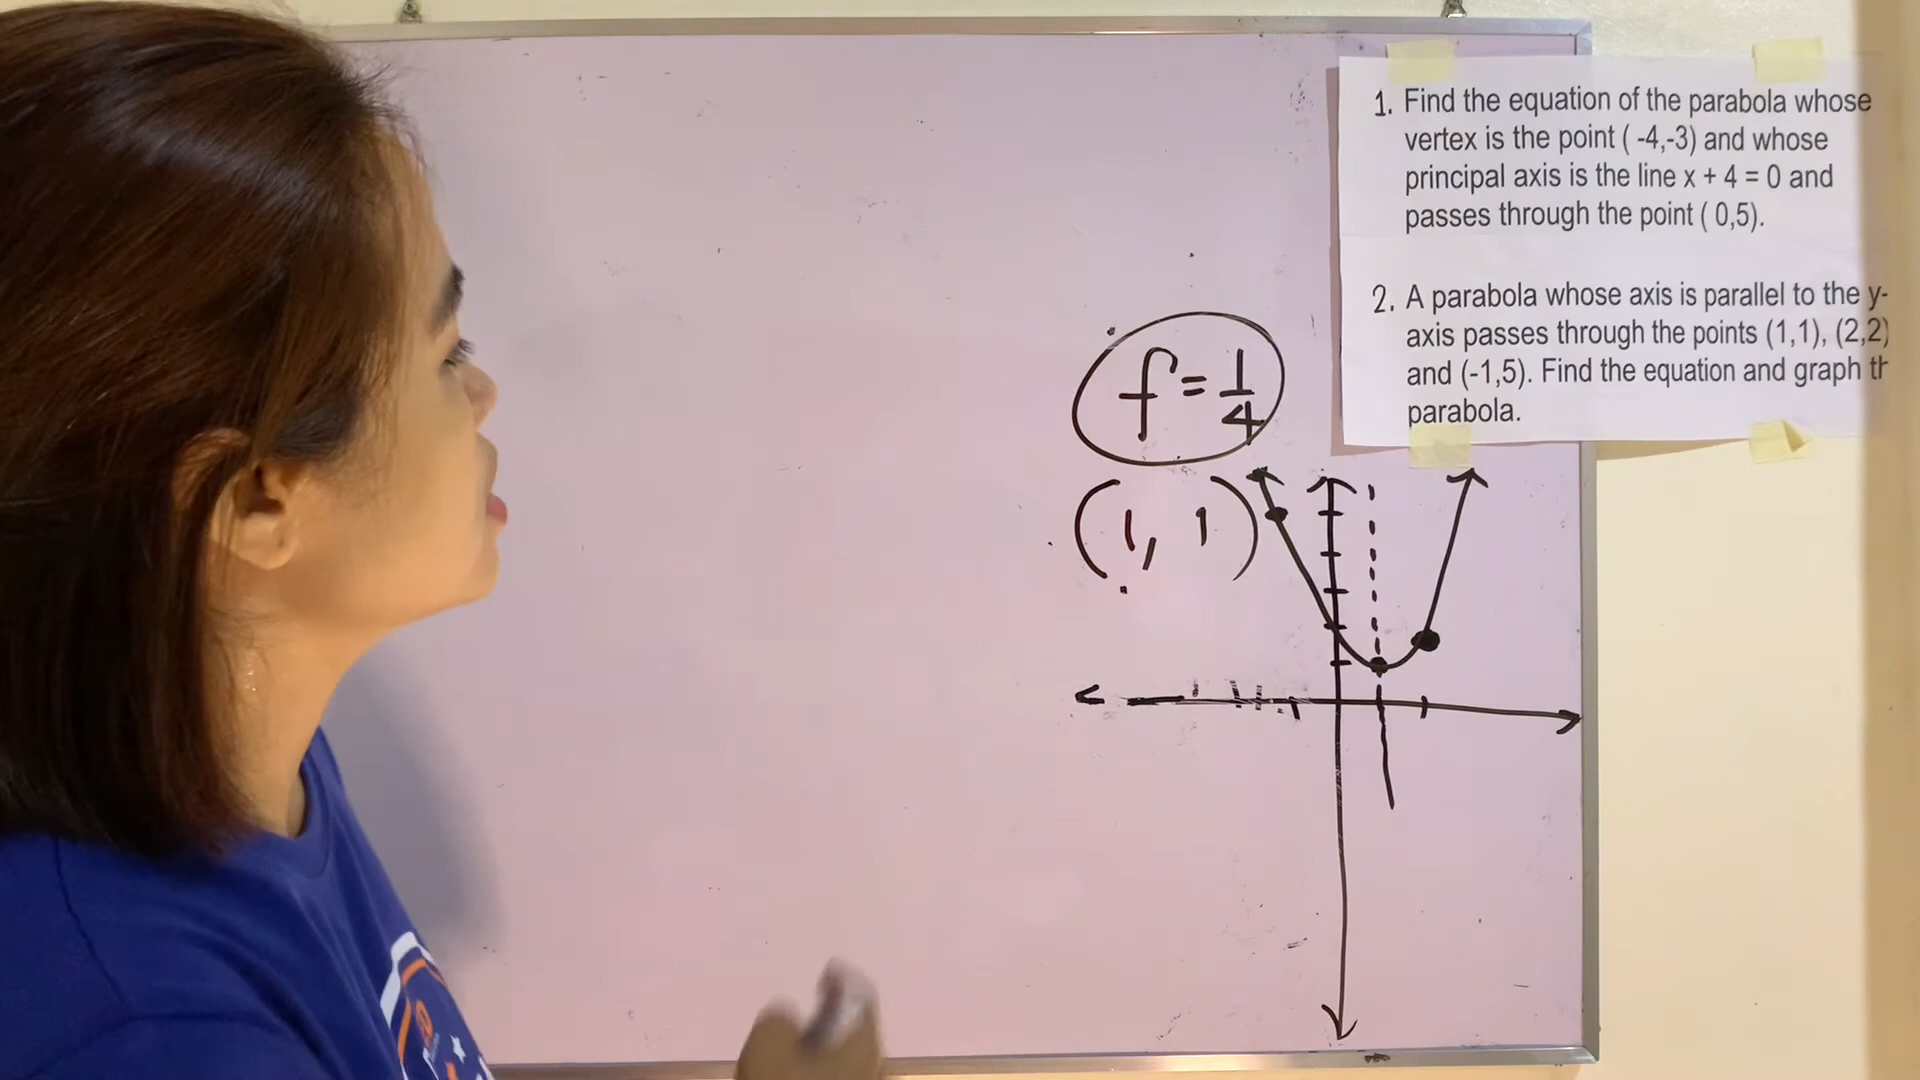 1. Find the equation of the parabola whose
vertex is the point ( -4,-3) and whose
principal axis is the line x + 4 = 0 and
passes through the point ( 0,5).
2. A parabola whose axis is parallel to the y-
axis passes through the points (1,1), (2,2)
and (-1,5). Find the equation and graph th
parabola.
f = 1/4
(1, 1)